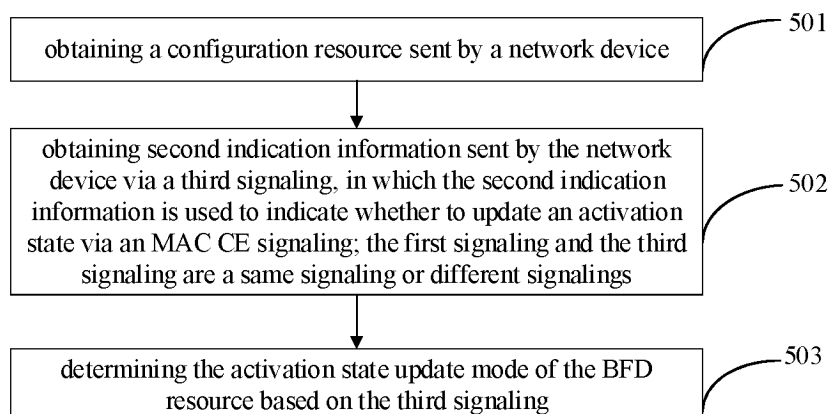 obtaining a configuration resource sent by a network device
501
obtaining second indication information sent by the network
device via a third signaling, in which the second indication
information is used to indicate whether to update an activation
state via an MAC CE signaling; the first signaling and the third
signaling are a same signaling or different signalings
502
determining the activation state update mode of the BFD
resource based on the third signaling
503